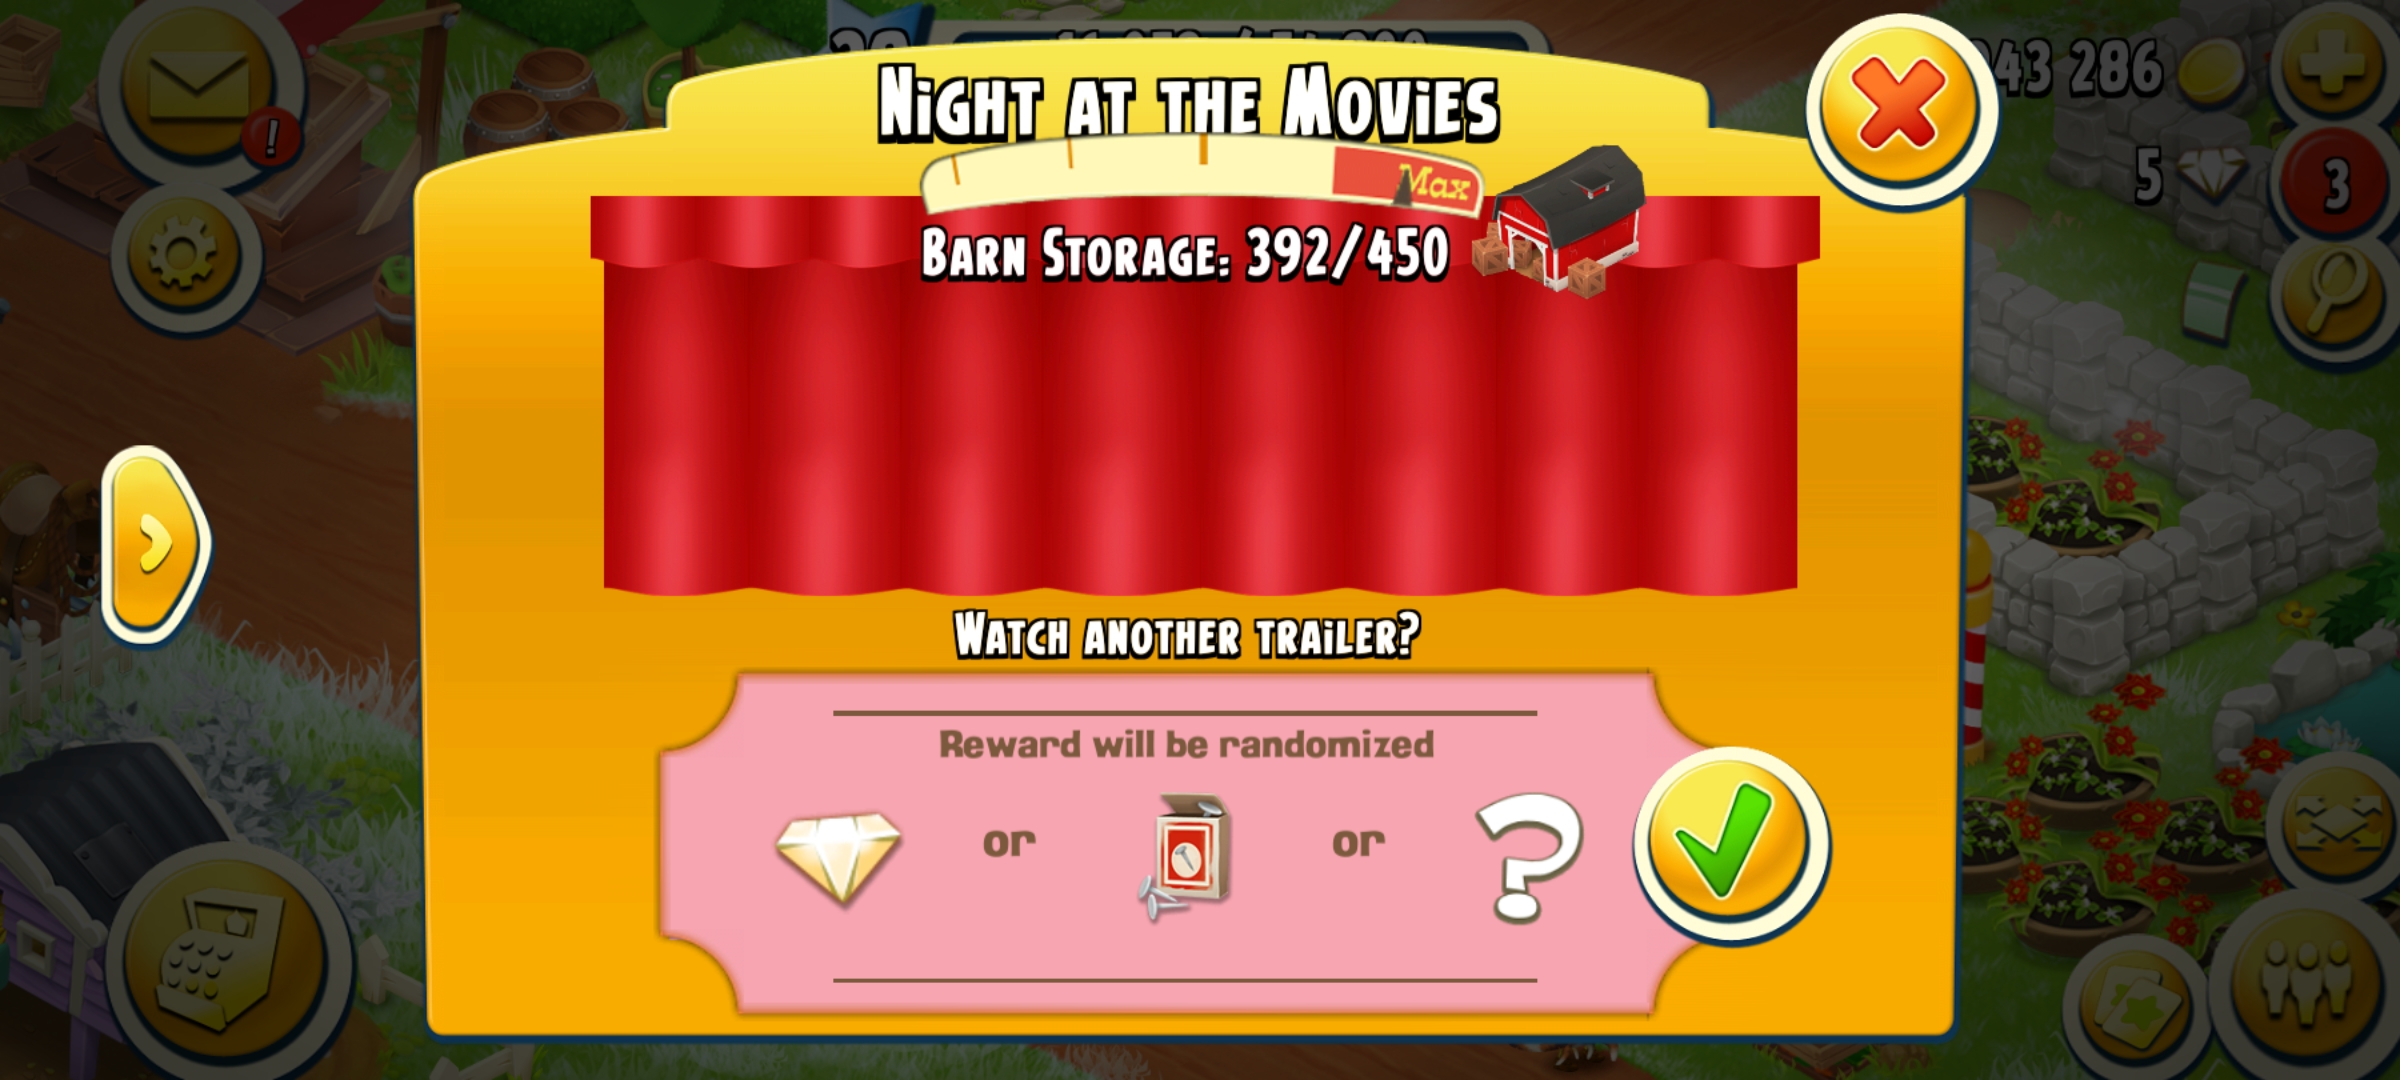 Night at the Movies
43 286
Max
5
3
Barn Storage: 392/450
Watch another trailer?
Reward will be randomized
or
or